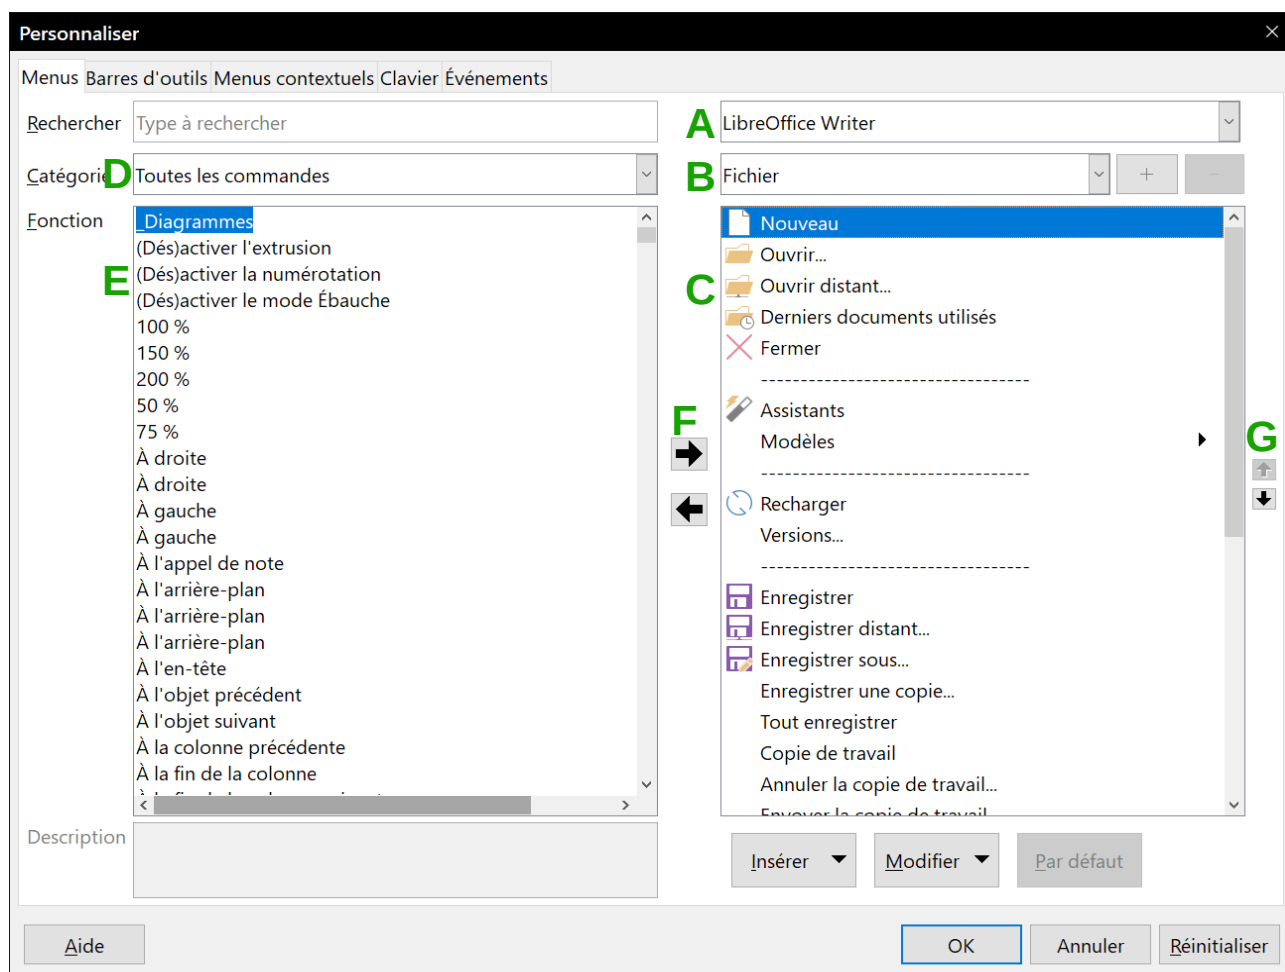 Personnaliser
Menus Barres d'outils Menus contextuels Clavier Événements
Rechercher Type à rechercher
A LibreOffice Writer
Catégorie D Toutes les commandes
B Fichier + −
Fonction
_Diagrammes
(Dés)activer l'extrusion
E (Dés)activer la numérotation
(Dés)activer le mode Ébauche
100 %
150 %
200 %
50 %
75 %
À droite
À droite
À gauche
À gauche
À l'appel de note
À l'arrière-plan
À l'arrière-plan
À l'arrière-plan
À l'en-tête
À l'objet précédent
À l'objet suivant
À la colonne précédente
À la fin de la colonne
Description
F
Nouveau
Ouvrir...
C Ouvrir distant...
Derniers documents utilisés
Fermer
----------------------------------
Assistants
Modèles
----------------------------------
Recharger
Versions...
----------------------------------
Enregistrer
Enregistrer distant...
Enregistrer sous...
Enregistrer une copie...
Tout enregistrer
Copie de travail
Annuler la copie de travail...
Envoyer la copie de travail
G
Insérer Modifier Par défaut
Aide OK Annuler Réinitialiser